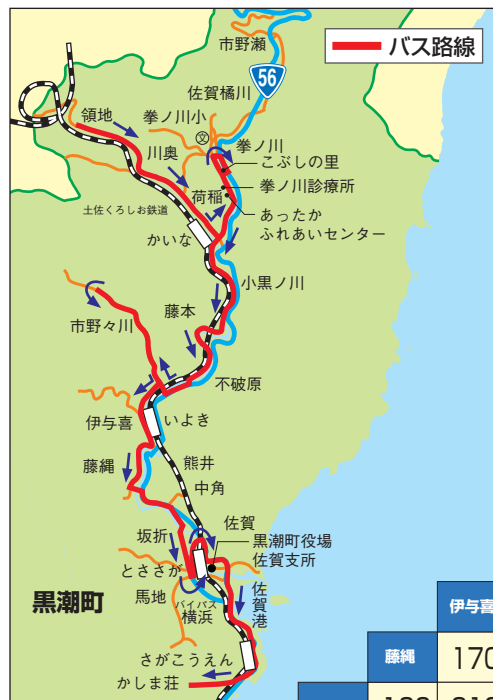 市野瀬
バス路線
56
佐賀橘川
領地
拳ノ川小
文
川奥
拳ノ川
こぶしの里
荷稲
拳ノ川診療所
土佐くろしお鉄道
あったか
ふれあいセンター
かいな
小黒ノ川
藤本
市野々川
不破原
伊与喜
いよき
藤縄
熊井
中角
佐賀
坂折
黒潮町役場
佐賀支所
とささが
馬地
バイパス
横浜
佐賀港
黒潮町
さがこうえん
かしま荘
伊与喜
藤縄
170